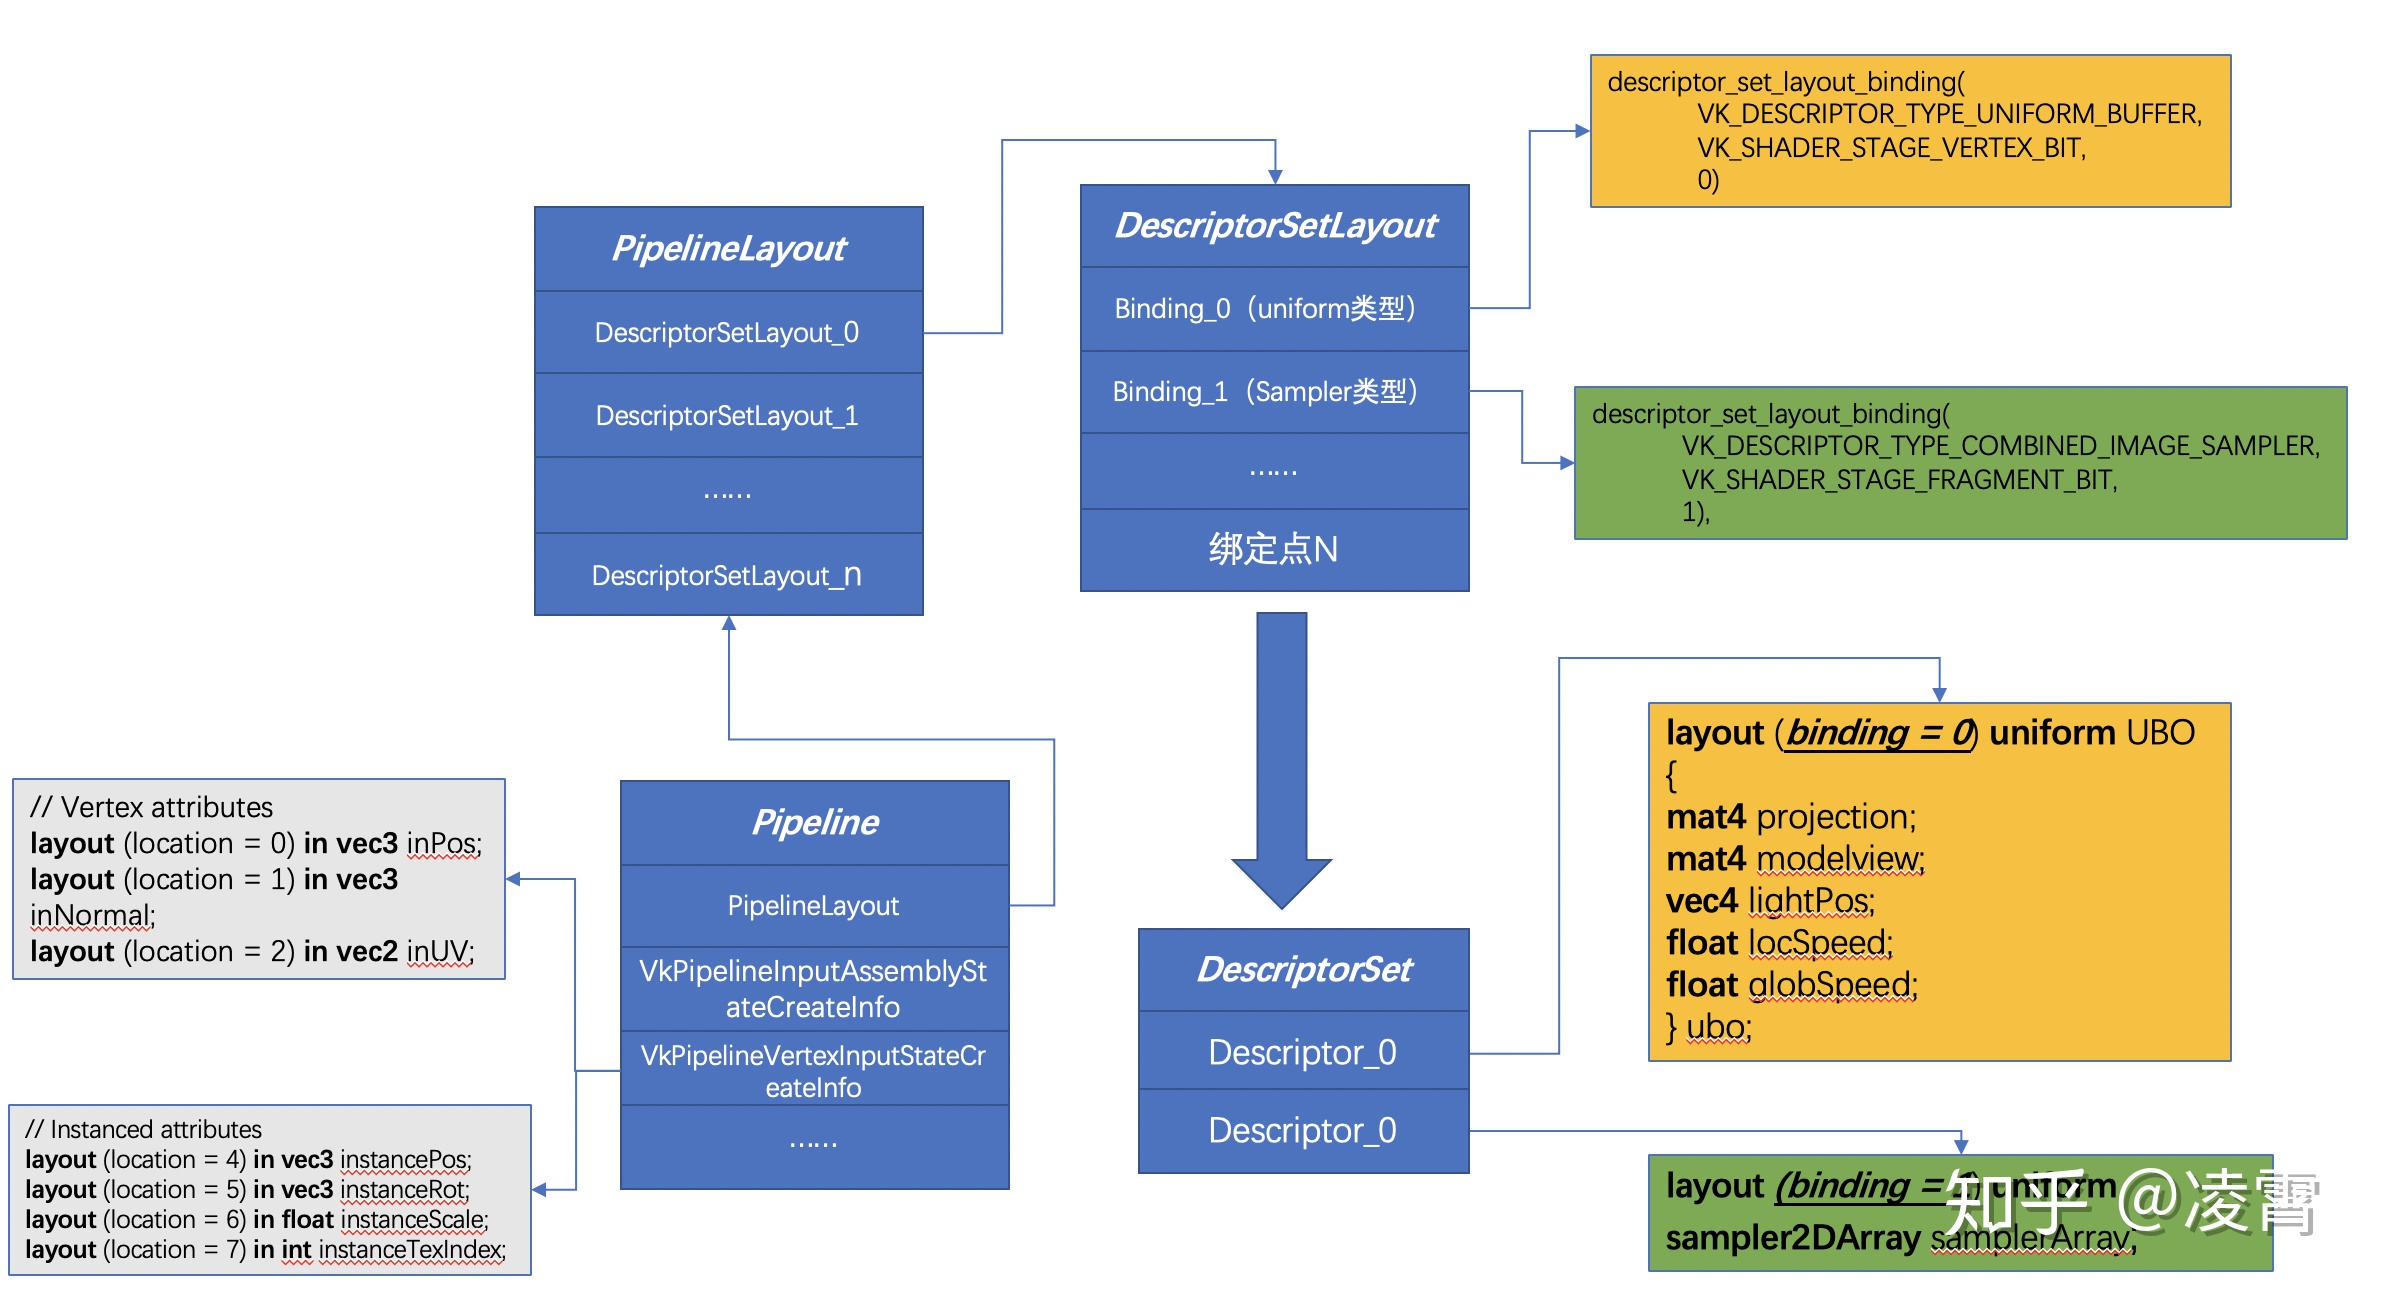 descriptor_set_layout_binding(
VK_DESCRIPTOR_TYPE_UNIFORM_BUFFER,
VK_SHADER_STAGE_VERTEX_BIT,
0)
PipelineLayout
DescriptorSetLayout_0
DescriptorSetLayout_1
......
DescriptorSetLayout_n
DescriptorSetLayout
Binding_0（uniform类型）
Binding_1（Sampler类型）
......
绑定点N
descriptor_set_layout_binding(
VK_DESCRIPTOR_TYPE_COMBINED_IMAGE_SAMPLER,
VK_SHADER_STAGE_FRAGMENT_BIT,
1),
// Vertex attributes
layout (location = 0) in vec3 inPos;
layout (location = 1) in vec3
inNormal;
layout (location = 2) in vec2 inUV;
// Instanced attributes
layout (location = 4) in vec3 instancePos;
layout (location = 5) in vec3 instanceRot;
layout (location = 6) in float instanceScale;
layout (location = 7) in int instanceTexIndex;
Pipeline
PipelineLayout
VkPipelineInputAssemblySt
ateCreateInfo
VkPipelineVertexInputStateCr
eateInfo
......
DescriptorSet
Descriptor_0
Descriptor_0
layout (binding = 0) uniform UBO
{
mat4 projection;
mat4 modelview;
vec4 lightPos;
float locSpeed;
float globSpeed;
} ubo;
layout (binding = 1) uniform
sampler2DArray samplerArray;
知乎 @凌霄